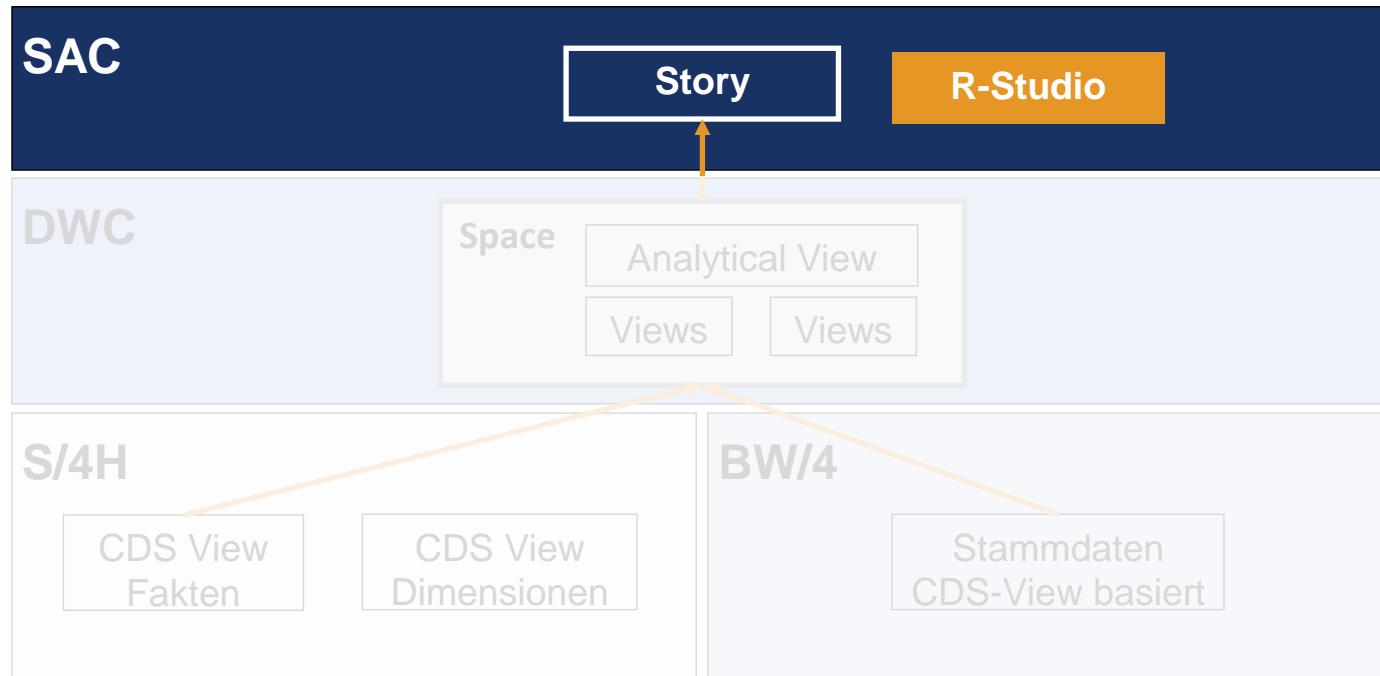 SAC
Story
R-Studio
DWC
Space
Analytical View
Views
Views
S/4H
CDS View
Fakten
CDS View
Dimensionen
BW/4
Stammdaten
CDS-View basiert